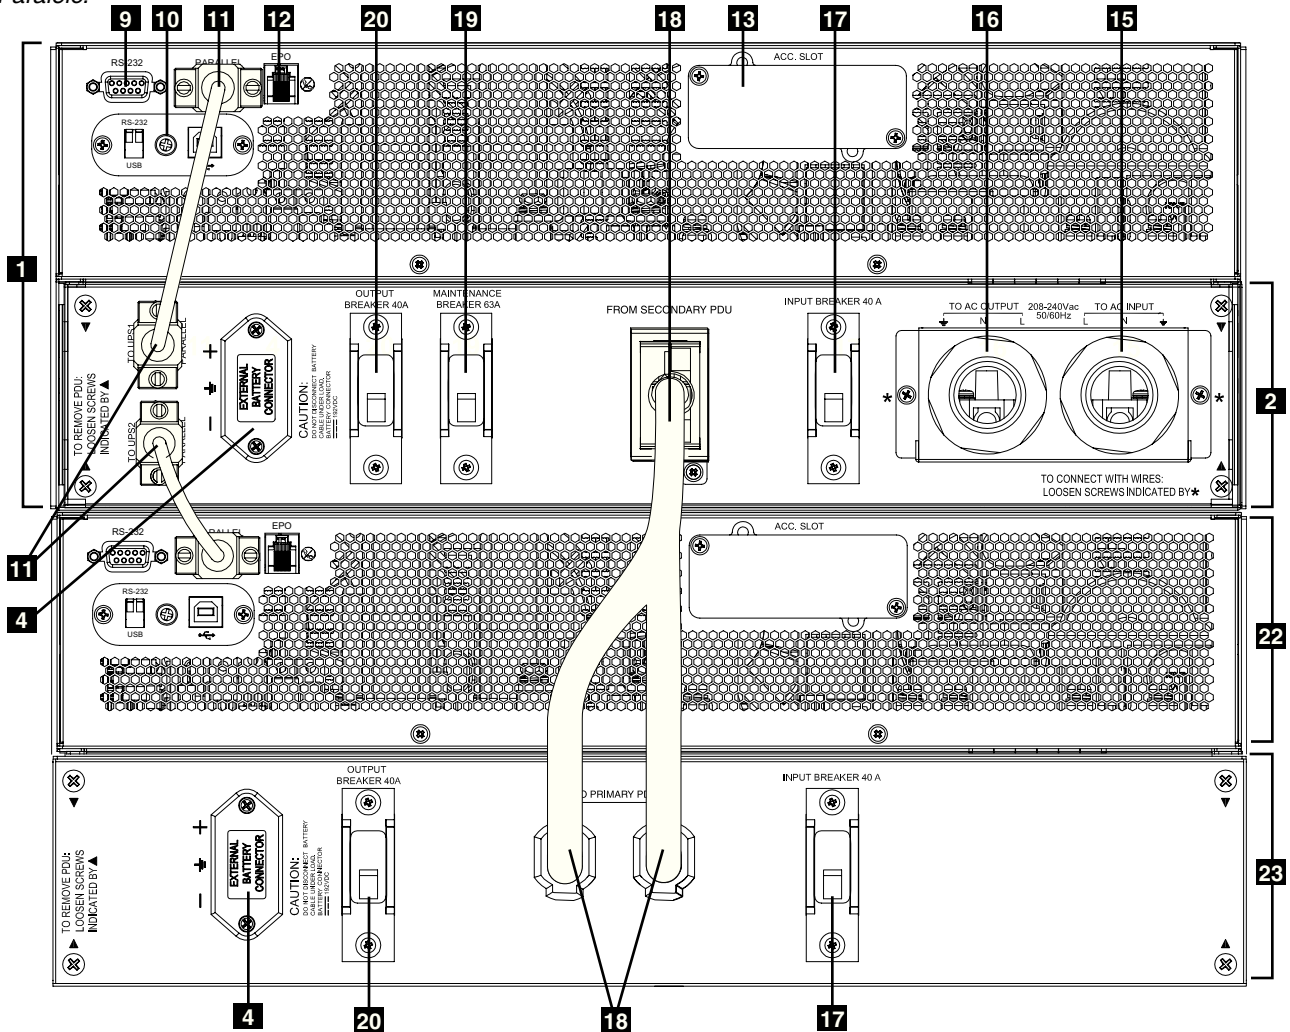 Paralelo.
9 10 11 12 20 19 18 13 17 16 15
RS-232
PARALLEL
EPO
ACC. SLOT
RS-232
USB
1
OUTPUT
BREAKER 40A
MAINTENANCE
BREAKER 63A
FROM SECONDARY PDU
INPUT BREAKER 40 A
TO AC OUTPUT
N L
208-240Vac
50/60Hz
TO AC INPUT
L N
TO REMOVE PDU:
LOOSEN SCREWS
INDICATED BY ▲
TO UPS1
PARALLEL
TO UPS2
PARALLEL
+
–
EXTERNAL
BATTERY
CONNECTOR
CAUTION:
DO NOT DISCONNECT BATTERY
CABLE UNDER LOAD.
BATTERY CONNECTOR
192VDC
* *
2
TO CONNECT WITH WIRES:
LOOSEN SCREWS INDICATED BY *
11
4
RS-232
EPO
ACC. SLOT
RS-232
USB
22
OUTPUT
BREAKER 40A
PRIMARY
INPUT BREAKER 40 A
TO REMOVE PDU:
LOOSEN SCREWS
INDICATED BY ▲
+
–
EXTERNAL
BATTERY
CONNECTOR
CAUTION:
DO NOT DISCONNECT BATTERY
CABLE UNDER LOAD.
BATTERY CONNECTOR
192VDC
23
4 20 18 17